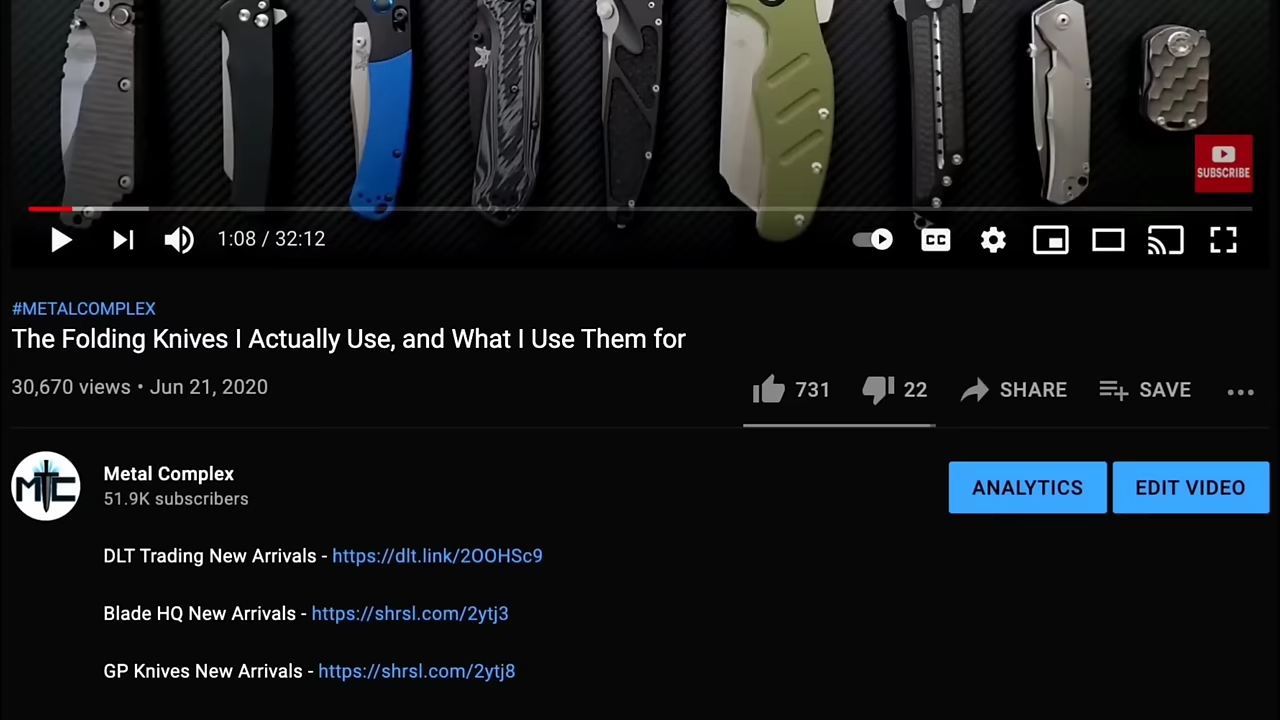 SUBSCRIBE
1:08 / 32:12
CC
#METALCOMPLEX
The Folding Knives I Actually Use, and What I Use Them for
30,670 views • Jun 21, 2020
731 22 SHARE SAVE
MTC
Metal Complex
51.9K subscribers
ANALYTICS EDIT VIDEO
DLT Trading New Arrivals - https://dlt.link/2OOHSc9
Blade HQ New Arrivals - https://shrsl.com/2ytj3
GP Knives New Arrivals - https://shrsl.com/2ytj8